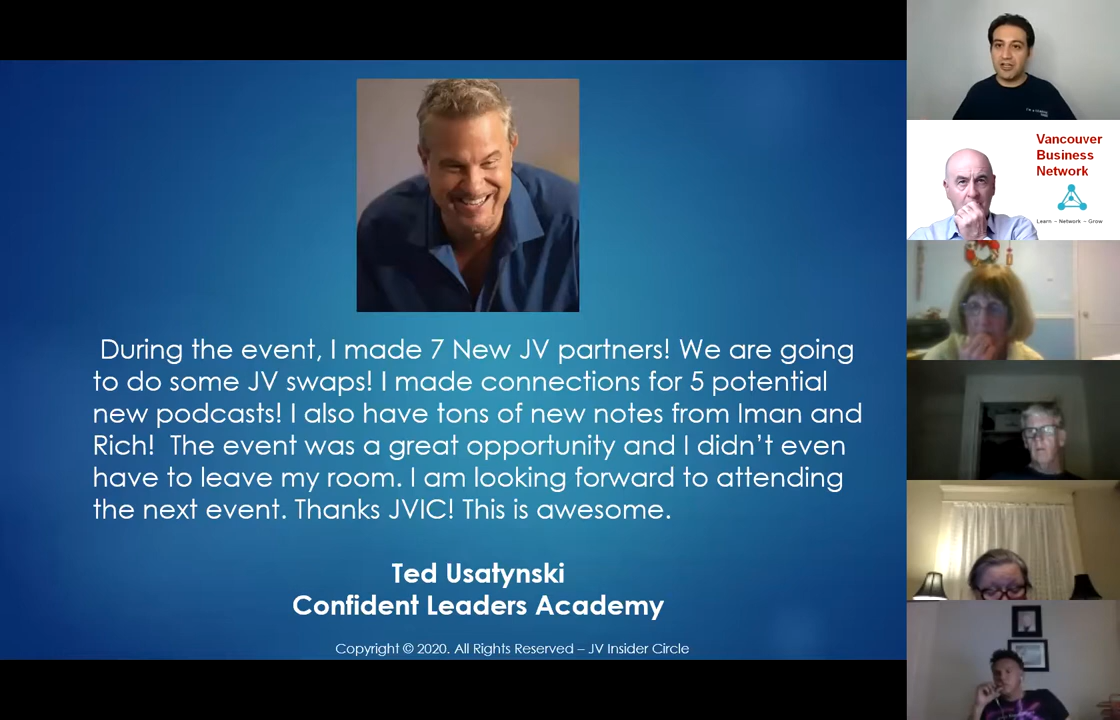 During the event, I made 7 New JV partners! We are going
to do some JV swaps! I made connections for 5 potential
new podcasts! I also have tons of new notes from Iman and
Rich!  The event was a great opportunity and I didn’t even
have to leave my room. I am looking forward to attending
the next event. Thanks JVIC! This is awesome.
Ted Usatynski
Confident Leaders Academy
Copyright © 2020. All Rights Reserved – JV Insider Circle
Vancouver
Business
Network
Learn – Network – Grow